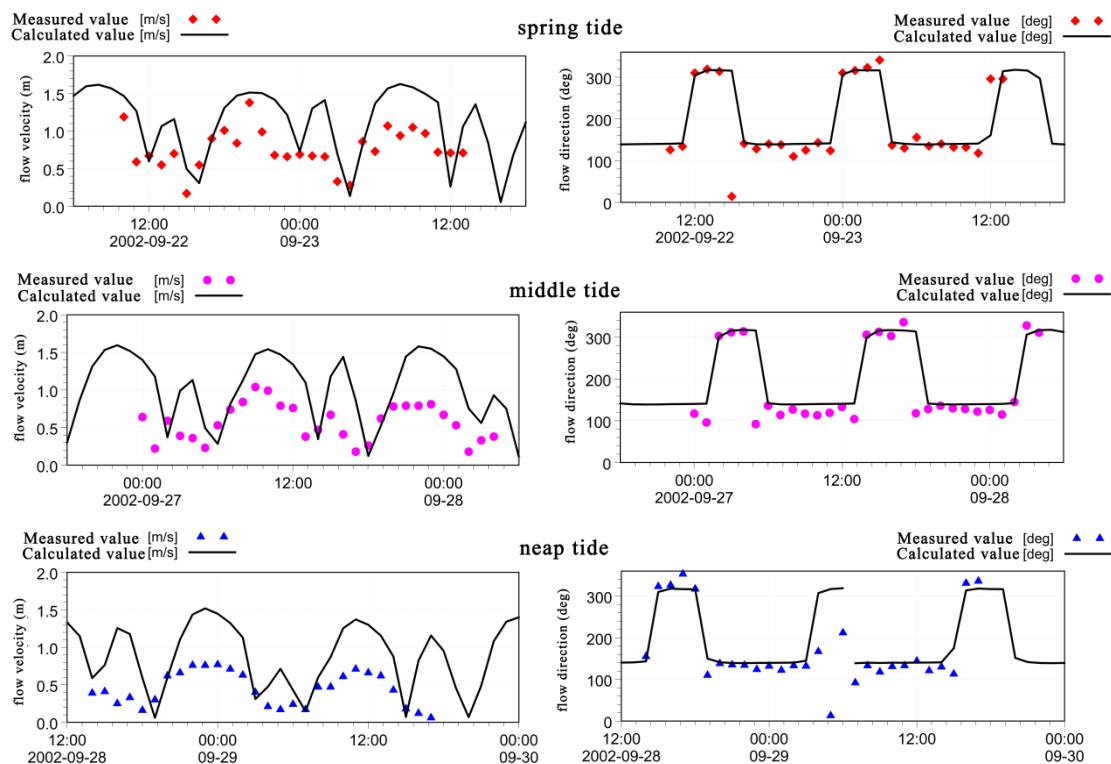 Measured value [m/s]
Calculated value [m/s]
spring tide
Measured value [deg]
Calculated value [deg]
flow velocity (m)
2.0
1.5
1.0
0.5
0.0
12:00 00:00 12:00
2002-09-22 09-23
flow direction (deg)
300
200
100
0
12:00 00:00 12:00
2002-09-22 09-23
Measured value [m/s]
Calculated value [m/s]
middle tide
Measured value [deg]
Calculated value [deg]
flow velocity (m)
2.0
1.5
1.0
0.5
0.0
00:00 12:00 00:00
2002-09-27 09-28
flow direction (deg)
300
200
100
0
00:00 12:00 00:00
2002-09-27 09-28
Measured value [m/s]
Calculated value [m/s]
neap tide
Measured value [deg]
Calculated value [deg]
flow velocity (m)
2.0
1.5
1.0
0.5
0.0
12:00 00:00 12:00 00:00
2002-09-28 09-29 09-30
flow direction (deg)
300
200
100
0
12:00 00:00 12:00 00:00
2002-09-28 09-29 09-30